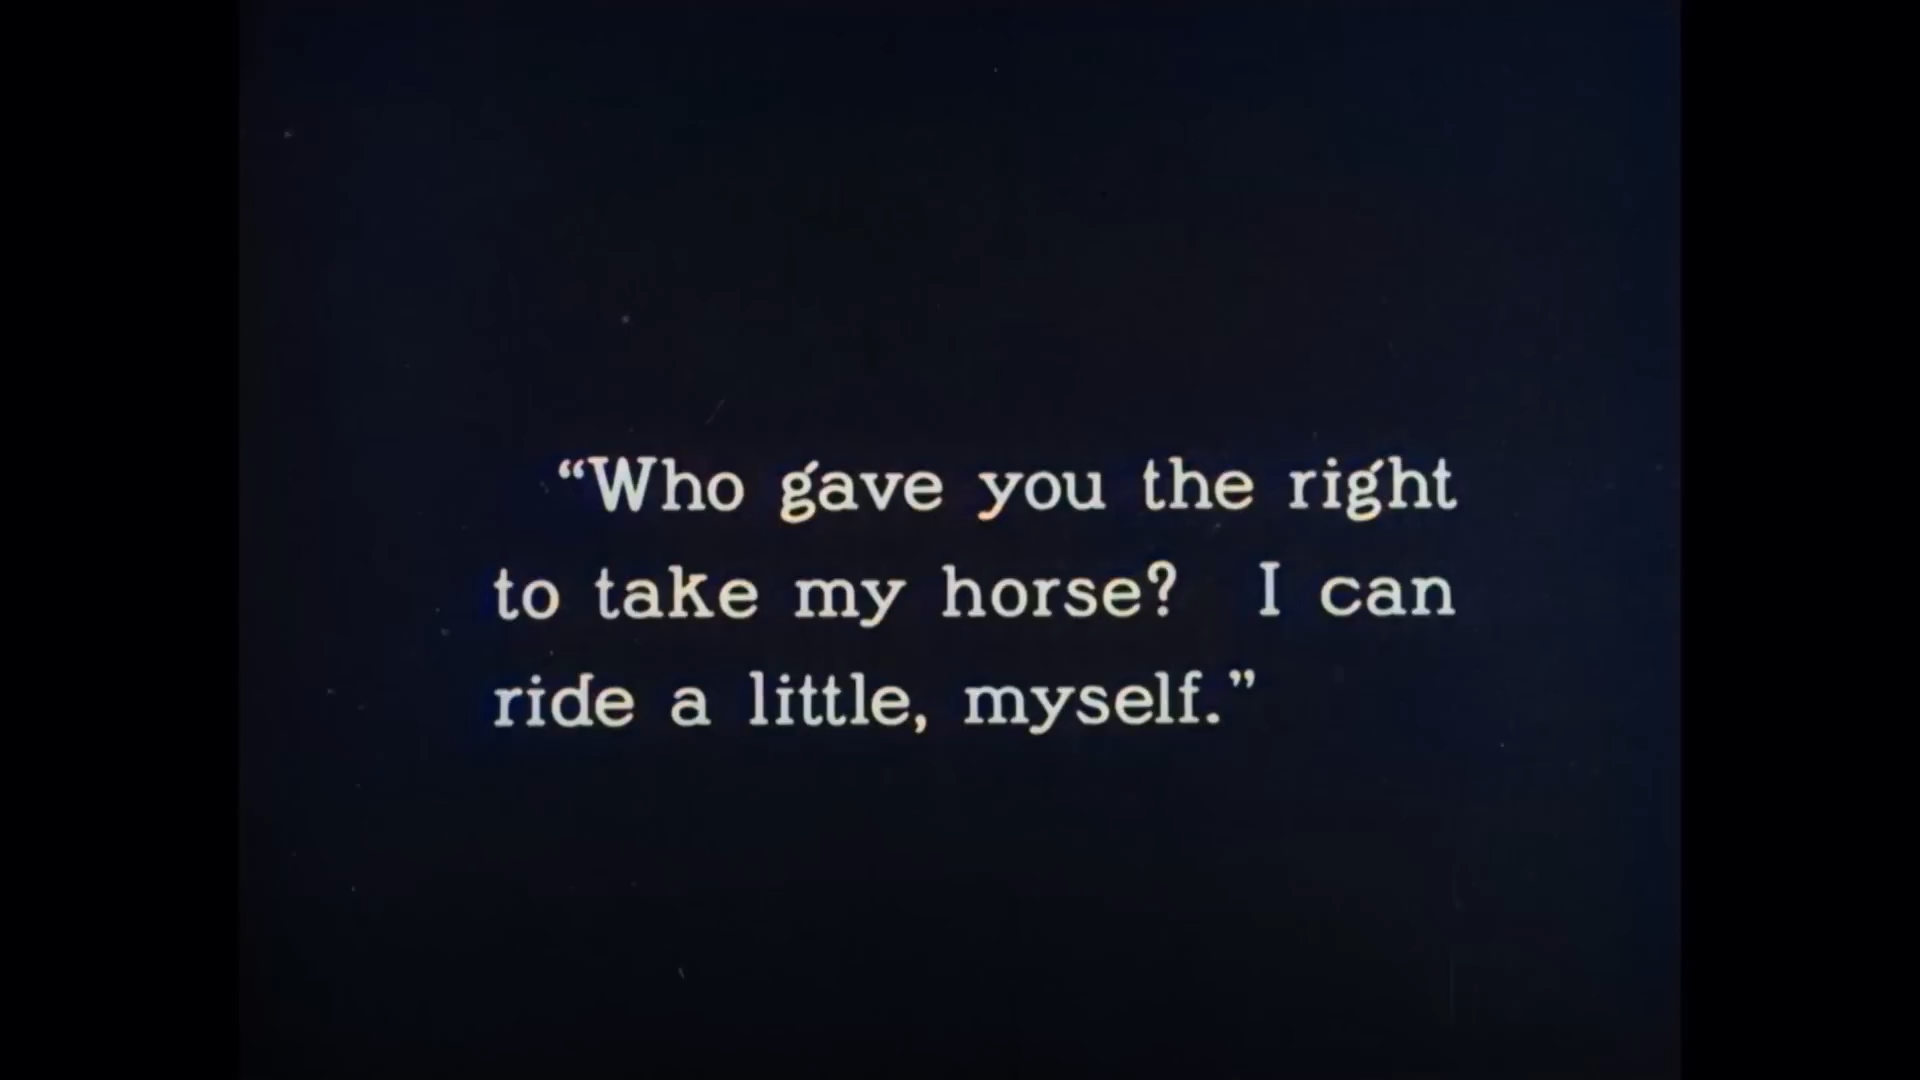 “Who gave you the right
to take my horse?  I can
ride a little, myself.”